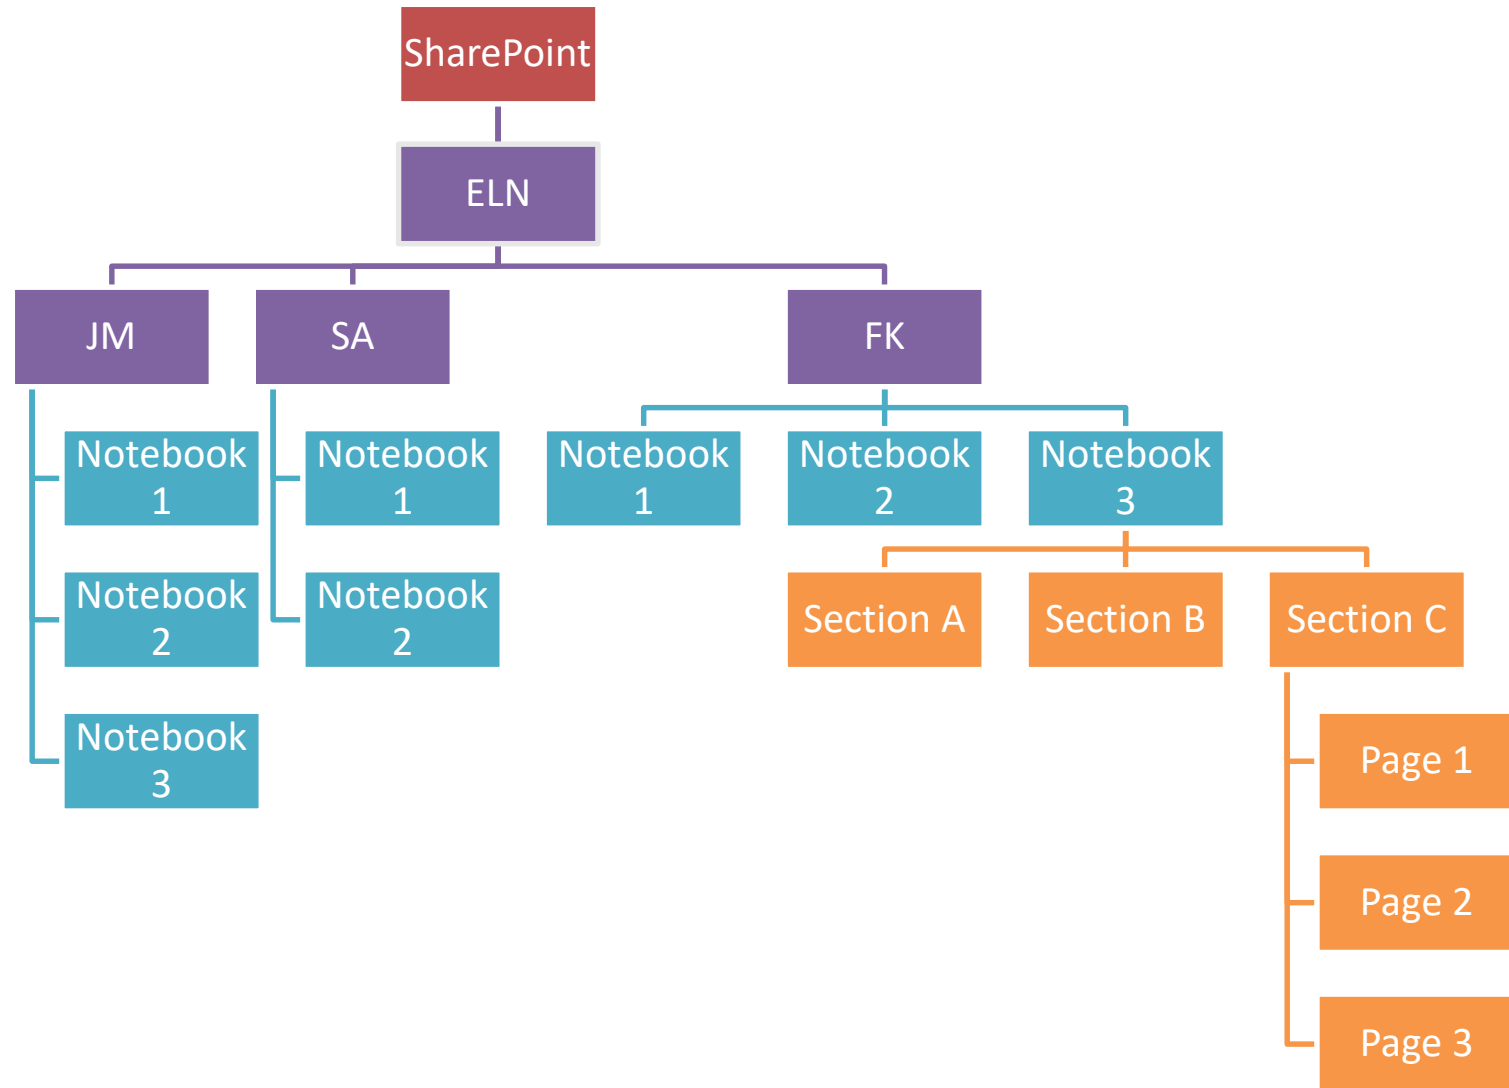 SharePoint
ELN
JM
SA
FK
Notebook
1
Notebook
2
Notebook
3
Notebook
1
Notebook
2
Notebook
1
Notebook
2
Notebook
3
Section A
Section B
Section C
Page 1
Page 2
Page 3